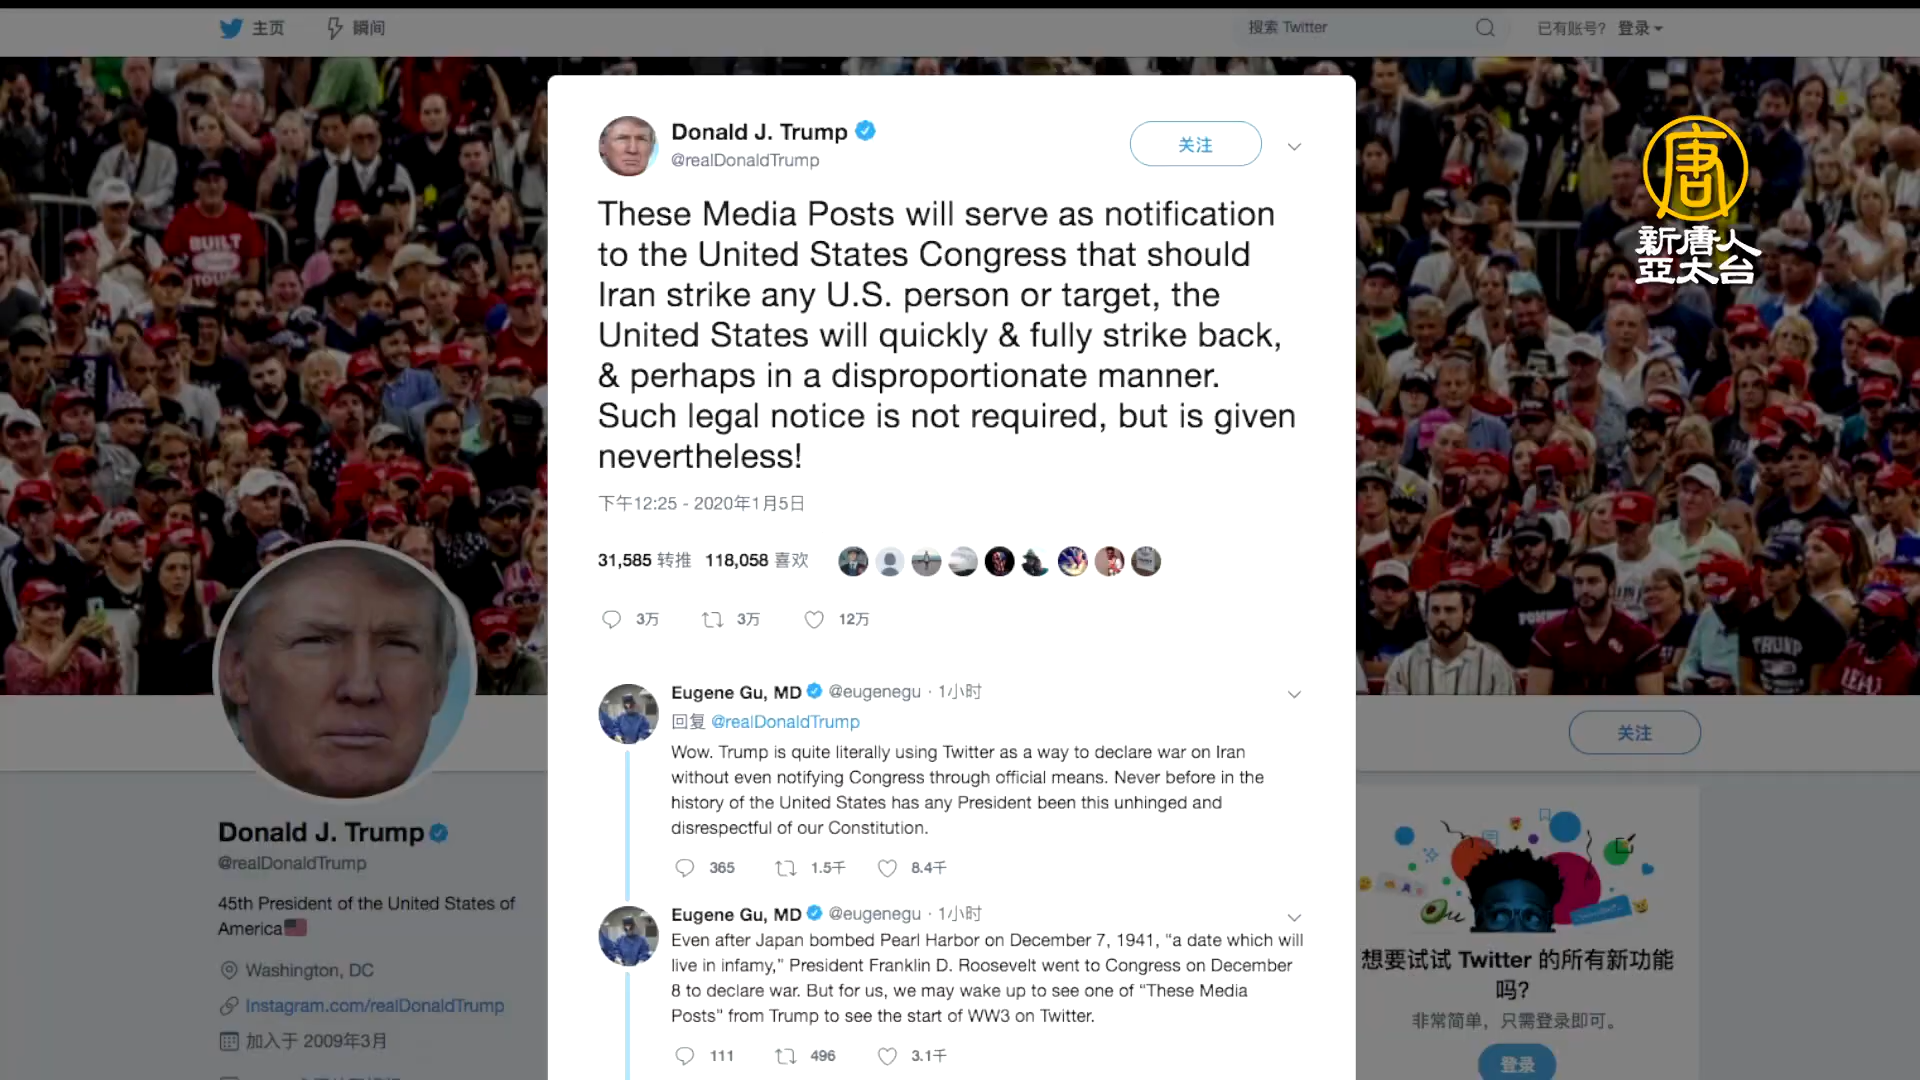 主页
瞬间
搜索 Twitter
已有账号? 登录
Donald J. Trump
@realDonaldTrump
关注
These Media Posts will serve as notification
to the United States Congress that should
Iran strike any U.S. person or target, the
United States will quickly & fully strike back,
& perhaps in a disproportionate manner.
Such legal notice is not required, but is given
nevertheless!
下午12:25 - 2020年1月5日
31,585 转推 118,058 喜欢
3万 3万 12万
Eugene Gu, MD @eugenegu · 1小时
回复 @realDonaldTrump
Wow. Trump is quite literally using Twitter as a way to declare war on Iran
without even notifying Congress through official means. Never before in the
history of the United States has any President been this unhinged and
disrespectful of our Constitution.
365 1.5千 8.4千
Eugene Gu, MD @eugenegu · 1小时
Even after Japan bombed Pearl Harbor on December 7, 1941, “a date which will
live in infamy,” President Franklin D. Roosevelt went to Congress on December
8 to declare war. But for us, we may wake up to see one of “These Media
Posts” from Trump to see the start of WW3 on Twitter.
111 496 3.1千
新唐人
亞太台
唐
BUILT
TRUMP
Donald J. Trump
@realDonaldTrump
45th President of the United States of
America
Washington, DC
Instagram.com/realDonaldTrump
加入于 2009年3月
关注
想要试试 Twitter 的所有新功能
吗?
非常简单，只需登录即可。
登录